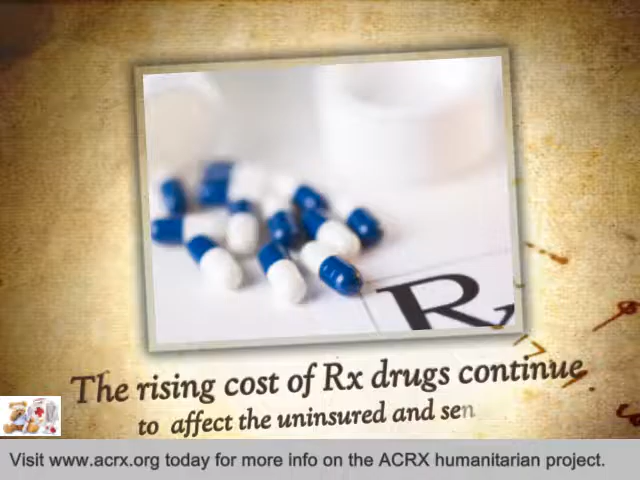 Rx
The rising cost of Rx drugs continue
to affect the uninsured and sen
Visit www.acrx.org today for more info on the ACRX humanitarian project.